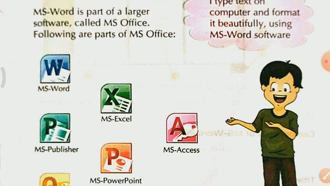 MS-Word is part of a larger
software, called MS Office.
Following are parts of MS Office:
I type text on
computer and format
it beautifully, using
MS-Word software
W
MS-Word
X
MS-Excel
P
MS-Publisher
A
MS-Access
P
MS-PowerPoint